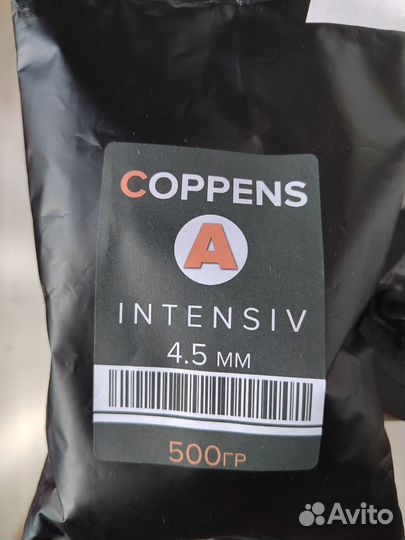 COPPENS
A
INTENSIV
4.5 мм
500гр
Avito